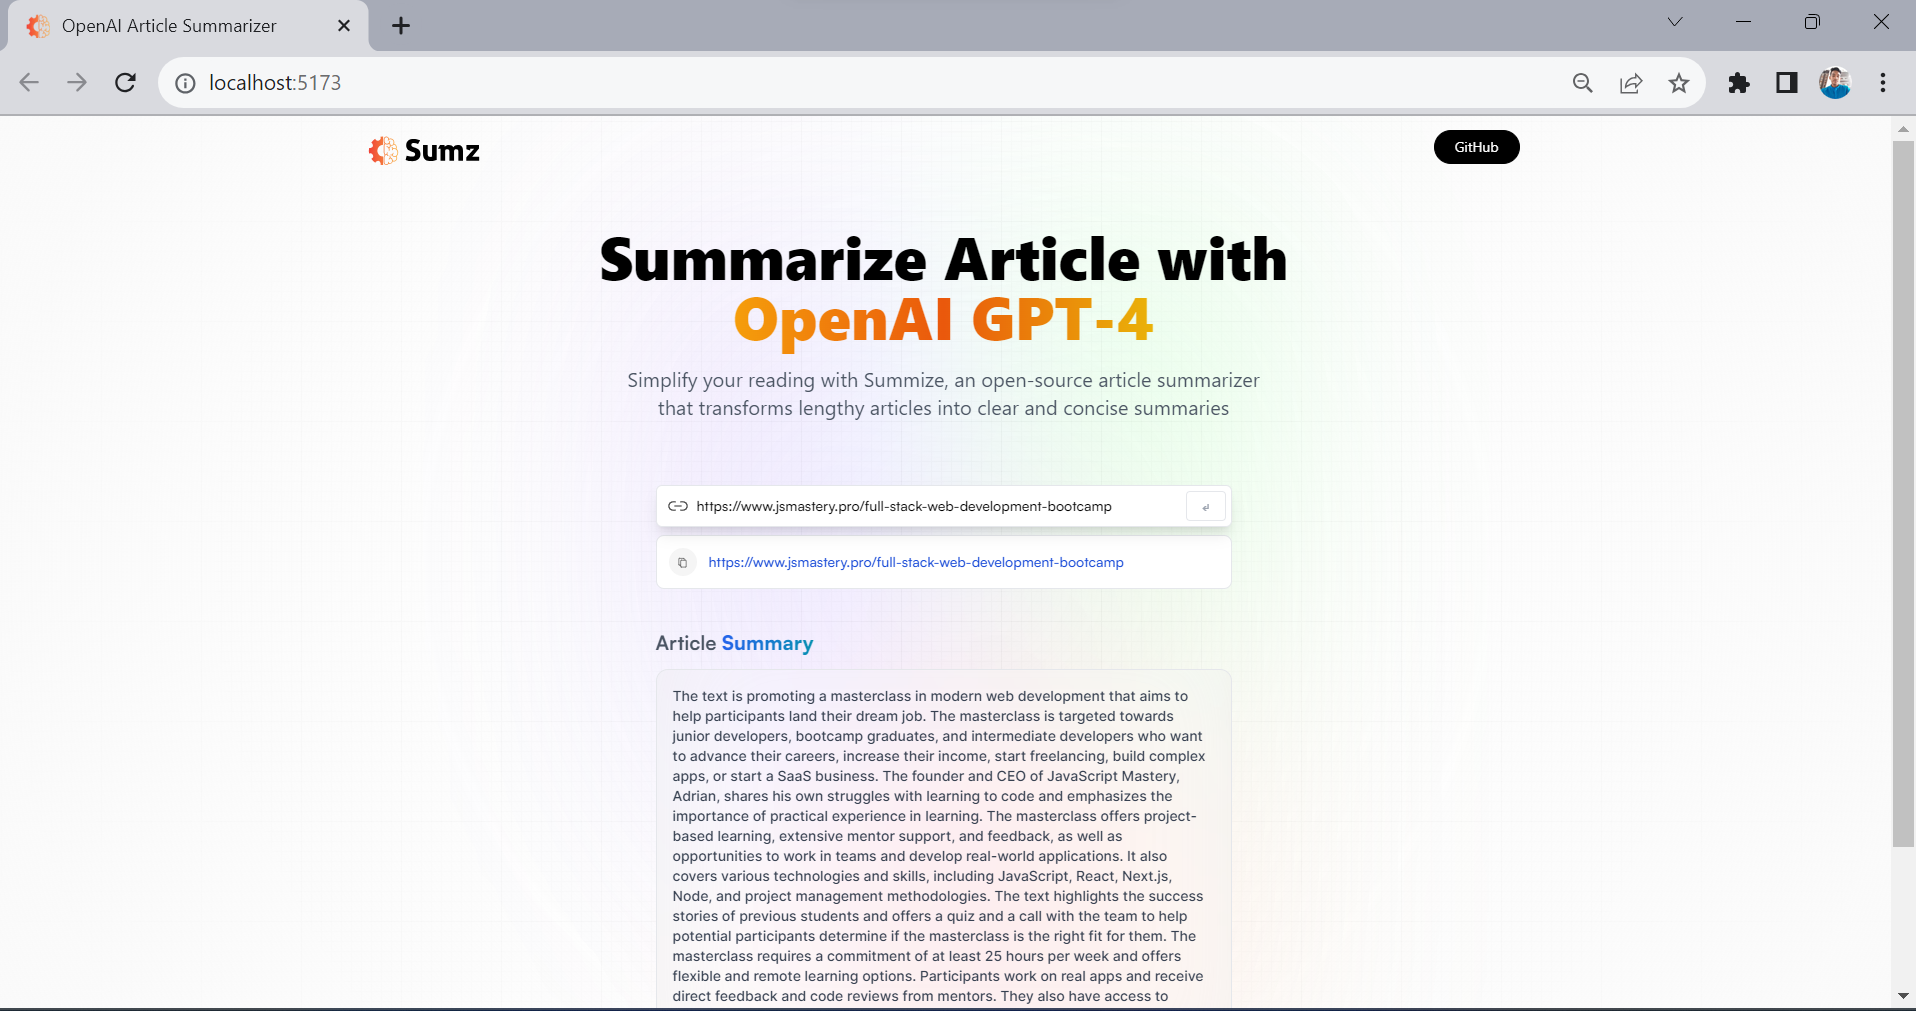 OpenAI Article Summarizer
localhost:5173
Sumz
GitHub
Summarize Article with
OpenAI GPT-4
Simplify your reading with Summize, an open-source article summarizer
that transforms lengthy articles into clear and concise summaries
https://www.jsmastery.pro/full-stack-web-development-bootcamp
https://www.jsmastery.pro/full-stack-web-development-bootcamp
Article Summary
The text is promoting a masterclass in modern web development that aims to
help participants land their dream job. The masterclass is targeted towards
junior developers, bootcamp graduates, and intermediate developers who want
to advance their careers, increase their income, start freelancing, build complex
apps, or start a SaaS business. The founder and CEO of JavaScript Mastery,
Adrian, shares his own struggles with learning to code and emphasizes the
importance of practical experience in learning. The masterclass offers project-
based learning, extensive mentor support, and feedback, as well as
opportunities to work in teams and develop real-world applications. It also
covers various technologies and skills, including JavaScript, React, Next.js,
Node, and project management methodologies. The text highlights the success
stories of previous students and offers a quiz and a call with the team to help
potential participants determine if the masterclass is the right fit for them. The
masterclass requires a commitment of at least 25 hours per week and offers
flexible and remote learning options. Participants work on real apps and receive
direct feedback and code reviews from mentors. They also have access to